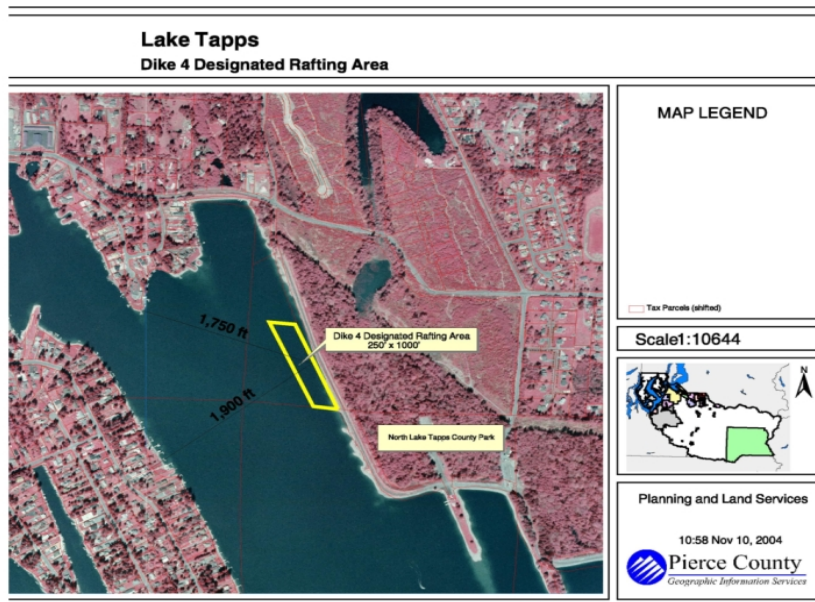 Lake Tapps
Dike 4 Designated Rafting Area
1,750 ft
Dike 4 Designated Rafting Area
250' x 1000'
1,900 ft
North Lake Tapps County Park
MAP LEGEND
Tax Parcels (shifted)
Scale1:10644
N
Planning and Land Services
10:58 Nov 10, 2004
Pierce County
Geographic Information Services